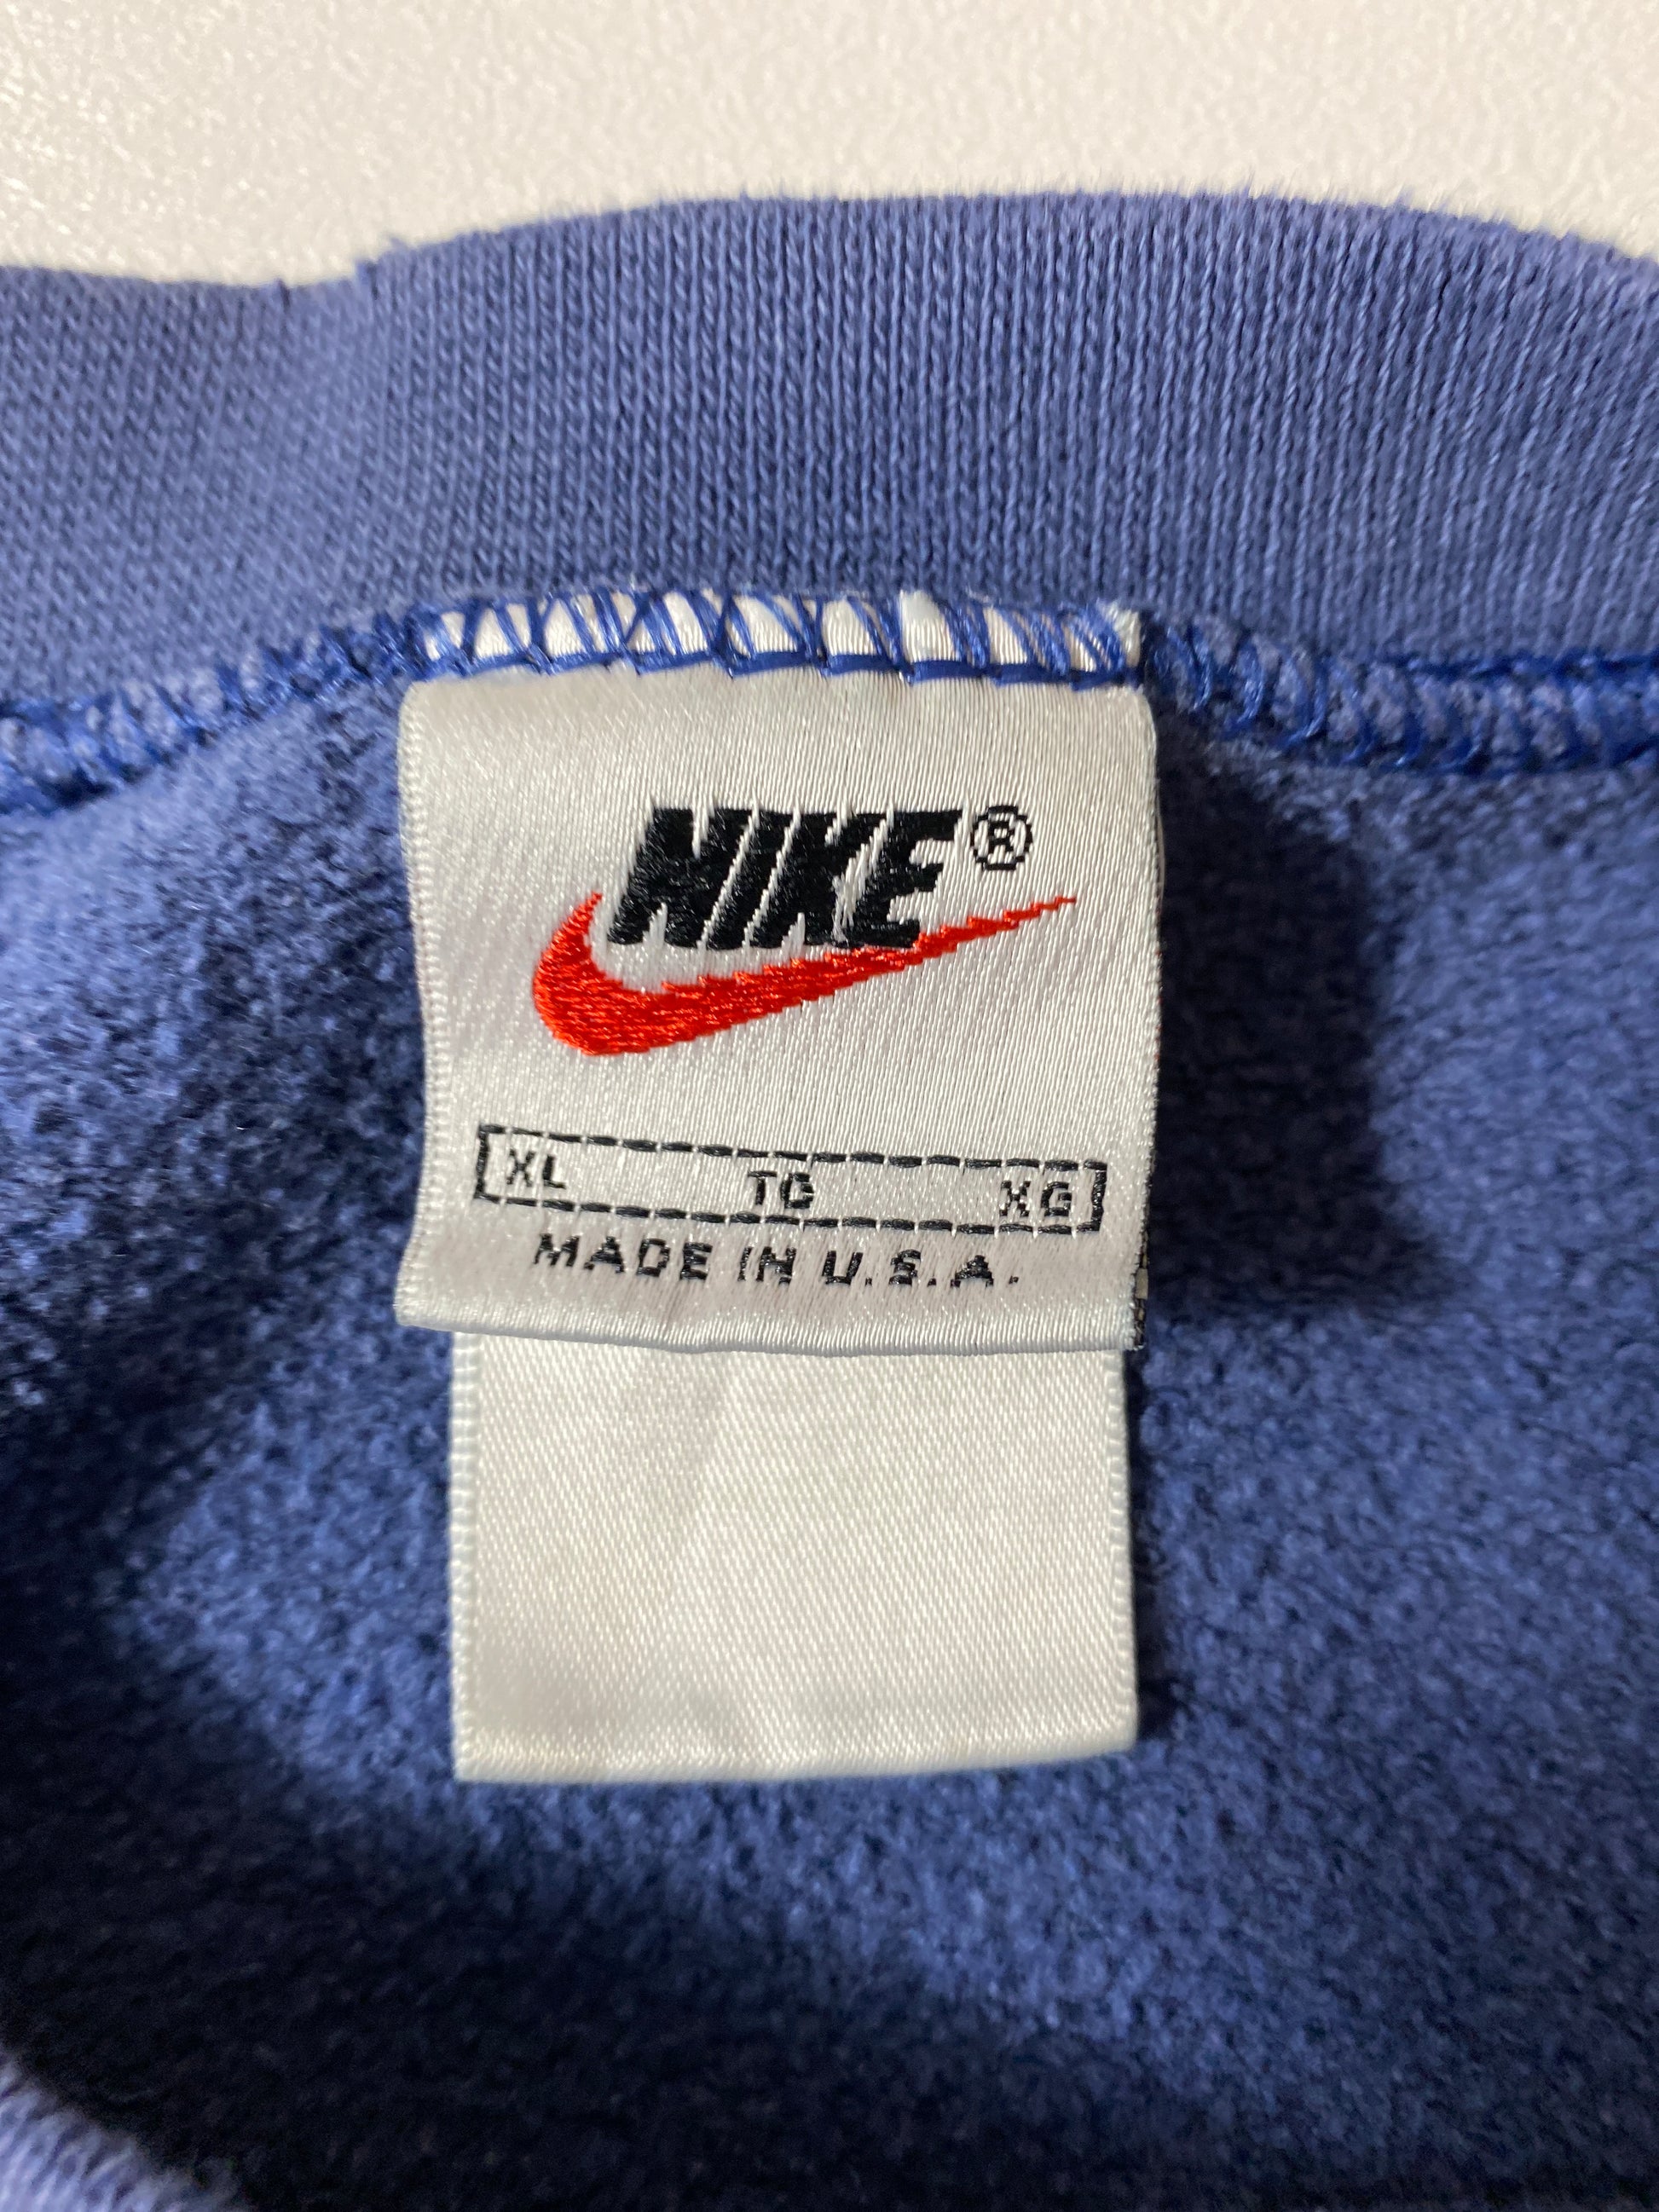 NIKE®
XL TG XG
MADE IN U.S.A.